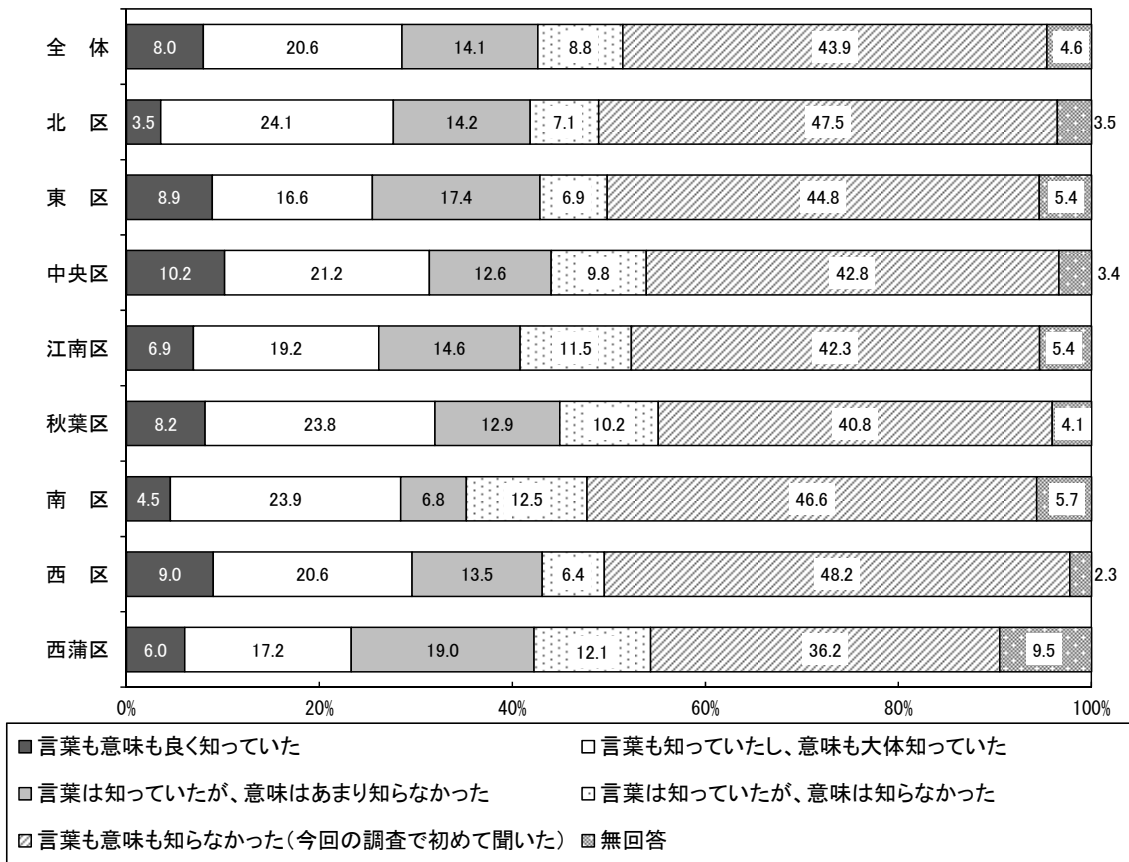 全 体 8.0 20.6 14.1 8.8 43.9 4.6
北 区 3.5 24.1 14.2 7.1 47.5 3.5
東 区 8.9 16.6 17.4 6.9 44.8 5.4
中央区 10.2 21.2 12.6 9.8 42.8 3.4
江南区 6.9 19.2 14.6 11.5 42.3 5.4
秋葉区 8.2 23.8 12.9 10.2 40.8 4.1
南 区 4.5 23.9 6.8 12.5 46.6 5.7
西 区 9.0 20.6 13.5 6.4 48.2 2.3
西蒲区 6.0 17.2 19.0 12.1 36.2 9.5
0% 20% 40% 60% 80% 100%
言葉も意味も良く知っていた 言葉も知っていたし、意味も大体知っていた
言葉は知っていたが、意味はあまり知らなかった 言葉は知っていたが、意味は知らなかった
言葉も意味も知らなかった(今回の調査で初めて聞いた) 無回答